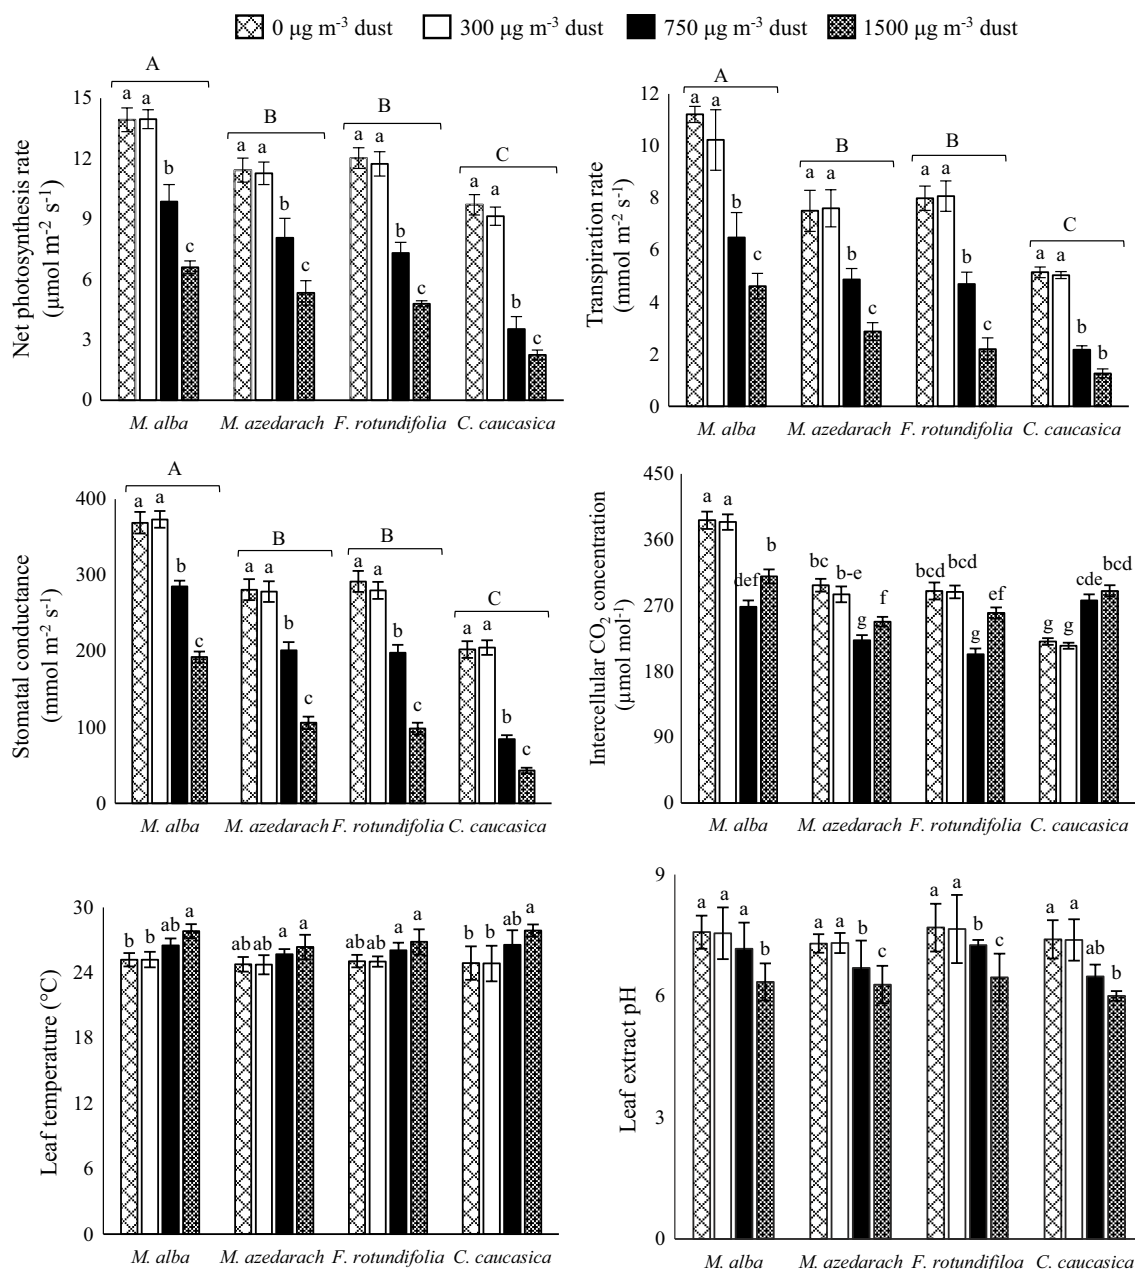 0 μg m-3 dust 300 μg m-3 dust 750 μg m-3 dust 1500 μg m-3 dust
A
B
B
C
a a b c a a b c a a b c a a b c
15
12
9
6
3
0
Net photosynthesis rate
(μmol m-2 s-1)
M. alba M. azedarach F. rotundifolia C. caucasica
A
B
B
C
a a b c a a b c a a b c a a b b
12
10
8
6
4
2
0
Transpiration rate
(mmol m-2 s-1)
M. alba M. azedarach F. rotundifolia C. caucasica
A
B
B
C
a a b c a a b c a a b c a a b c
400
300
200
100
0
Stomatal conductance
(mmol m-2 s-1)
M. alba M. azedarach F. rotundifolia C. caucasica
a a def b bc b-e g f bcd bcd g ef g g cde bcd
450
360
270
180
90
0
Intercellular CO2 concentration
(μmol mol-1)
M. alba M. azedarach F. rotundifolia C. caucasica
b b ab a ab ab a a ab ab a a b b ab a
30
24
18
12
6
0
Leaf temperature (°C)
M. alba M. azedarach F. rotundifolia C. caucasica
a a a b a a b c a a b c a a ab b
9
6
3
0
Leaf extract pH
M. alba M. azedarach F. rotundifiloa C. caucasica